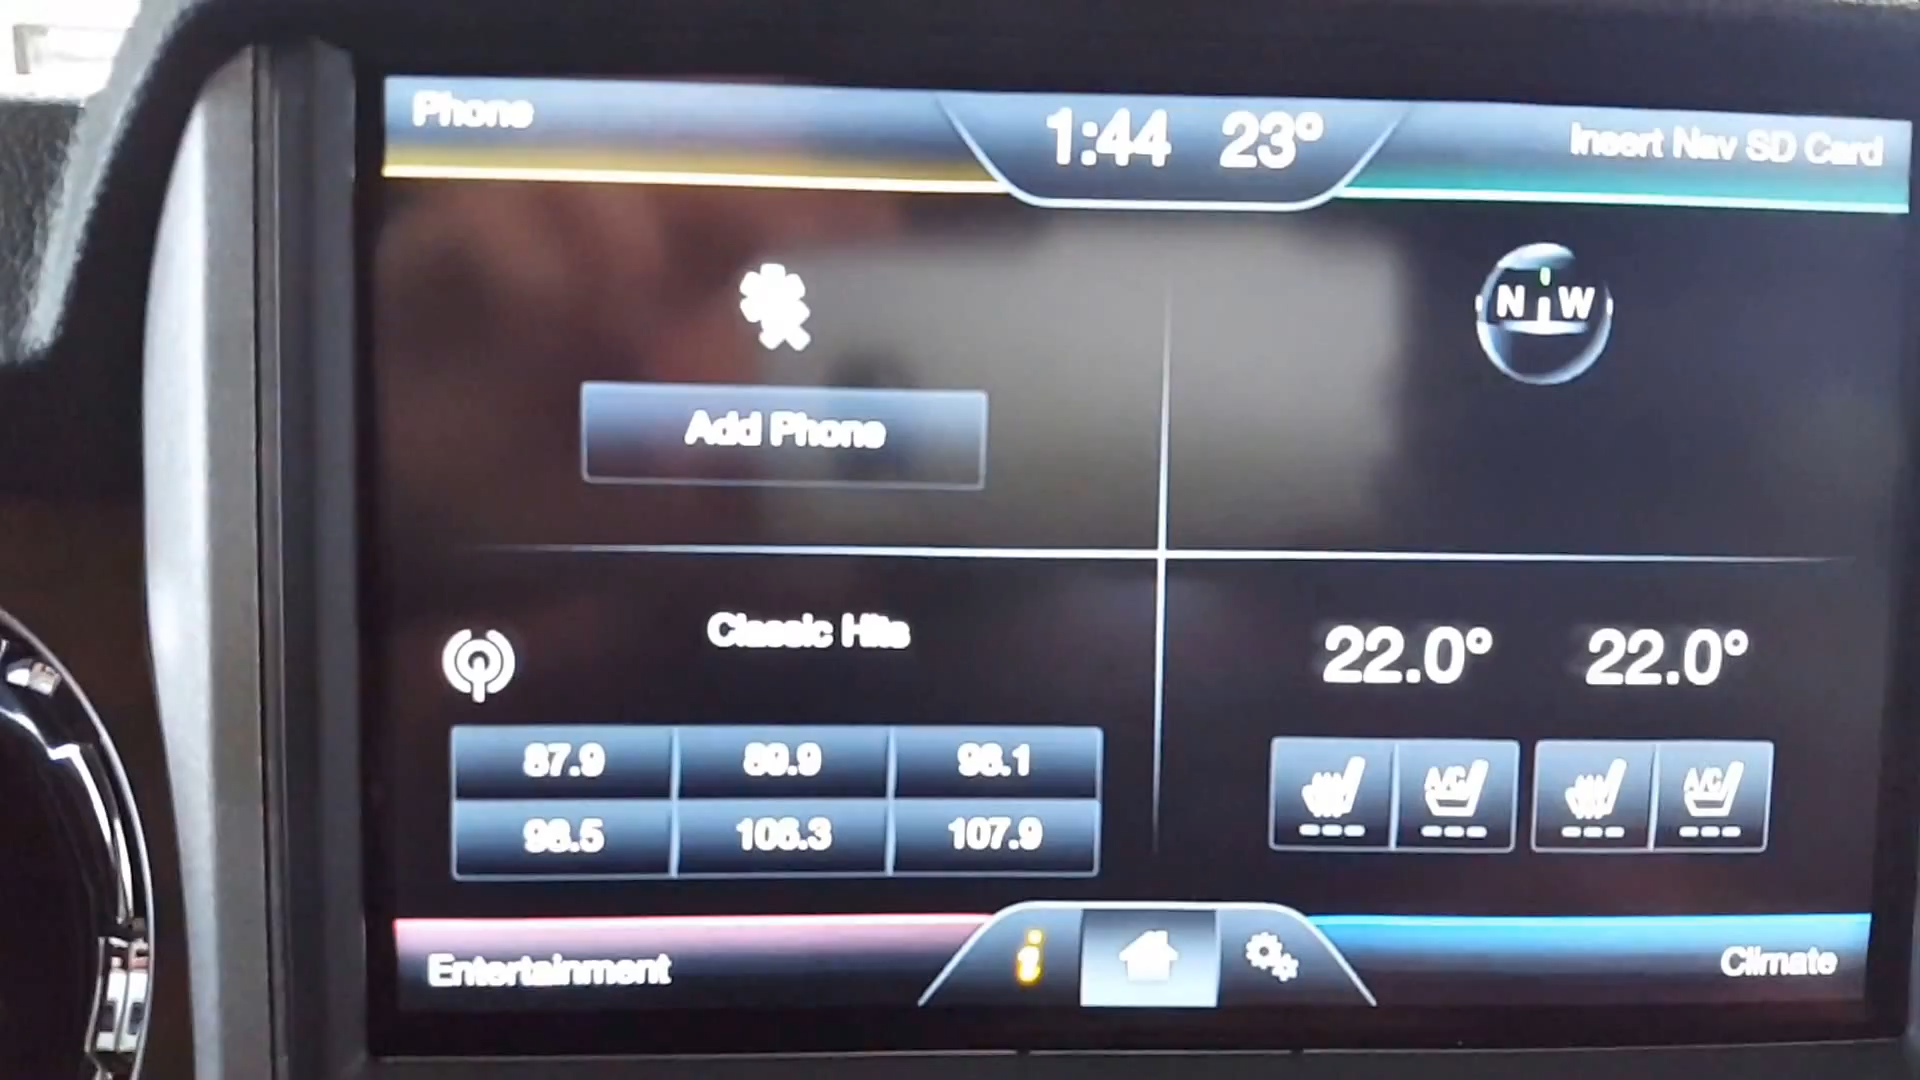 Phone
1:44 23°
Insert Nav SD Card
N W
Add Phone
Classic Hits
22.0° 22.0°
87.9 89.9 98.1
98.5 106.3 107.9
A/C A/C
Entertainment
i
Climate